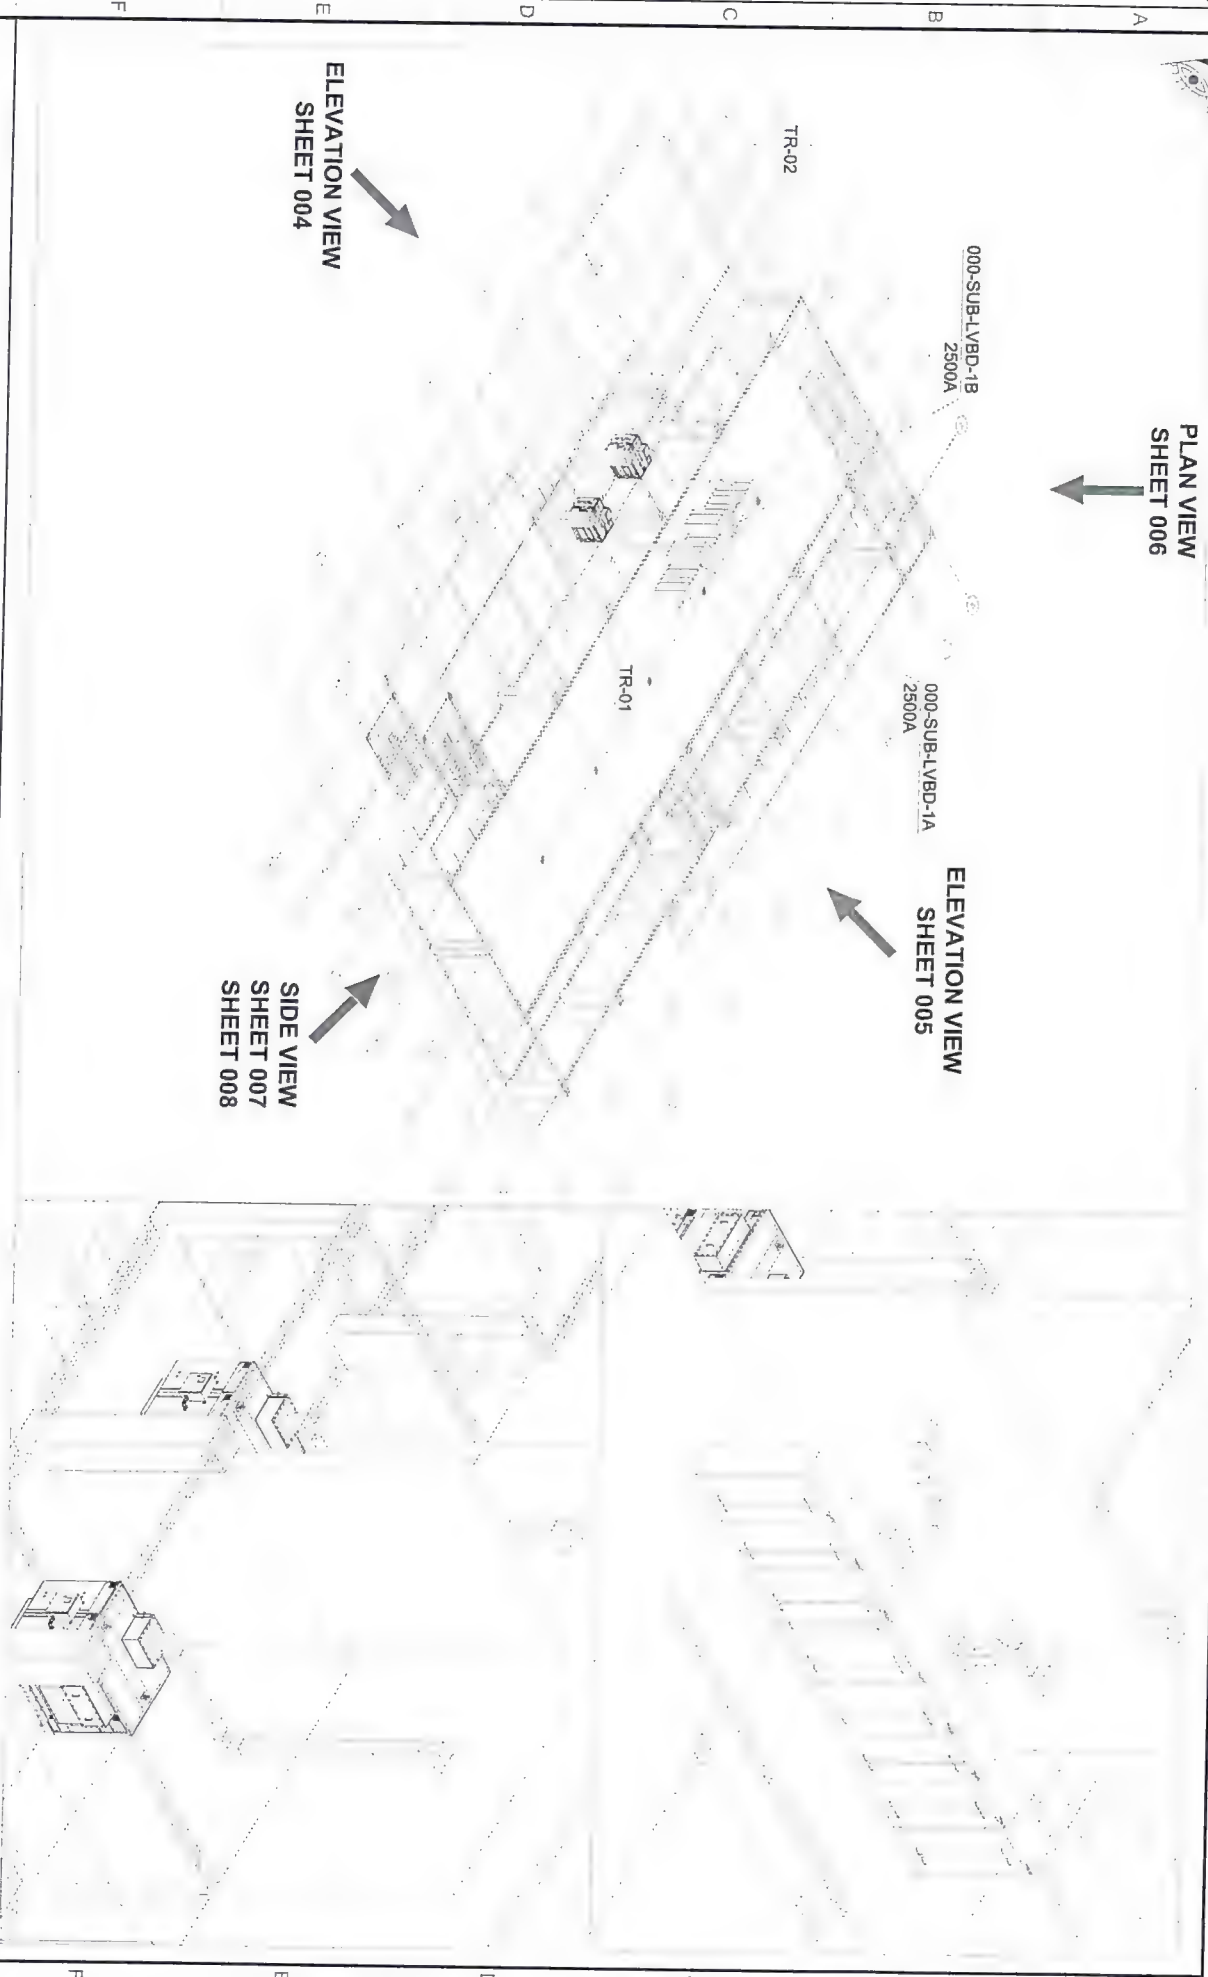 A
B
C
D
E
F
PLAN VIEW
SHEET 006
000-SUB-LVBD-1B
2500A
000-SUB-LVBD-1A
2500A
TR-02
TR-01
ELEVATION VIEW
SHEET 005
ELEVATION VIEW
SHEET 004
SIDE VIEW
SHEET 007
SHEET 008
E
F